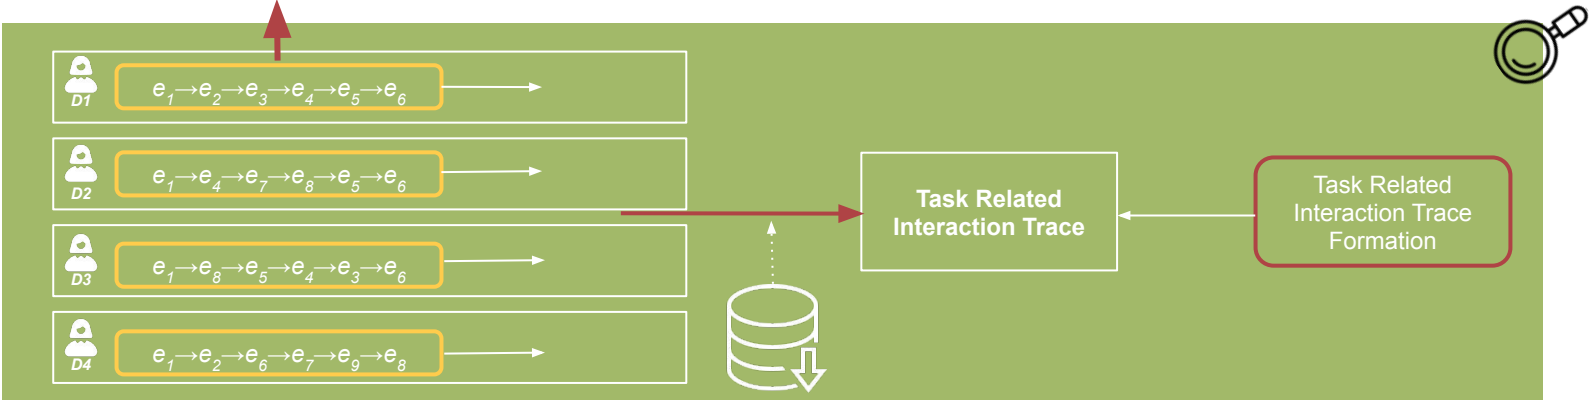 e₁→e₂→e₃→e₄→e₅→e₆
D1
e₁→e₄→e₇→e₈→e₅→e₆
D2
e₁→e₈→e₅→e₄→e₃→e₆
D3
e₁→e₂→e₆→e₇→e₉→e₈
D4
Task Related
Interaction Trace
Task Related
Interaction Trace
Formation